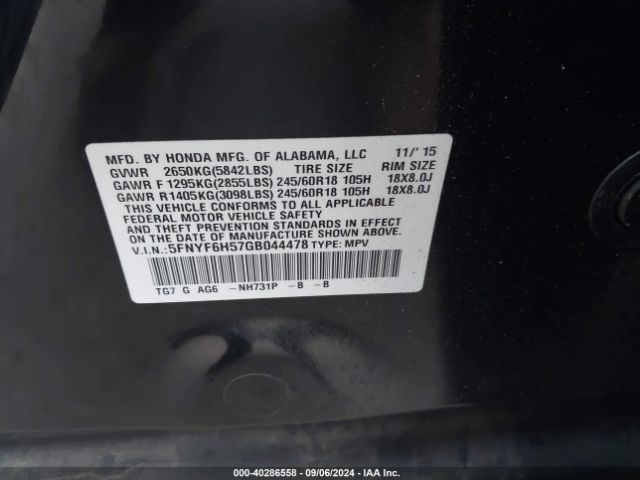 MFD. BY HONDA MFG. OF ALABAMA, LLC 11/'15
GVWR 2650KG(5842LBS) TIRE SIZE RIM SIZE
GAWR F 1295KG(2855LBS) 245/60R18 105H 18X8.0J
GAWR R1405KG(3098LBS) 245/60R18 105H 18X8.0J
THIS VEHICLE CONFORMS TO ALL APPLICABLE
FEDERAL MOTOR VEHICLE SAFETY
AND THEFT PREVENTION STANDARDS IN EFFECT
ON THE DATE OF MANUFACTURE SHOWN ABOVE.
V.I.N.:5FNYF6H57GB044478 TYPE: MPV
TG7 G AG6 -NH731P -B -B
000-40286558 - 09/06/2024 - IAA Inc.